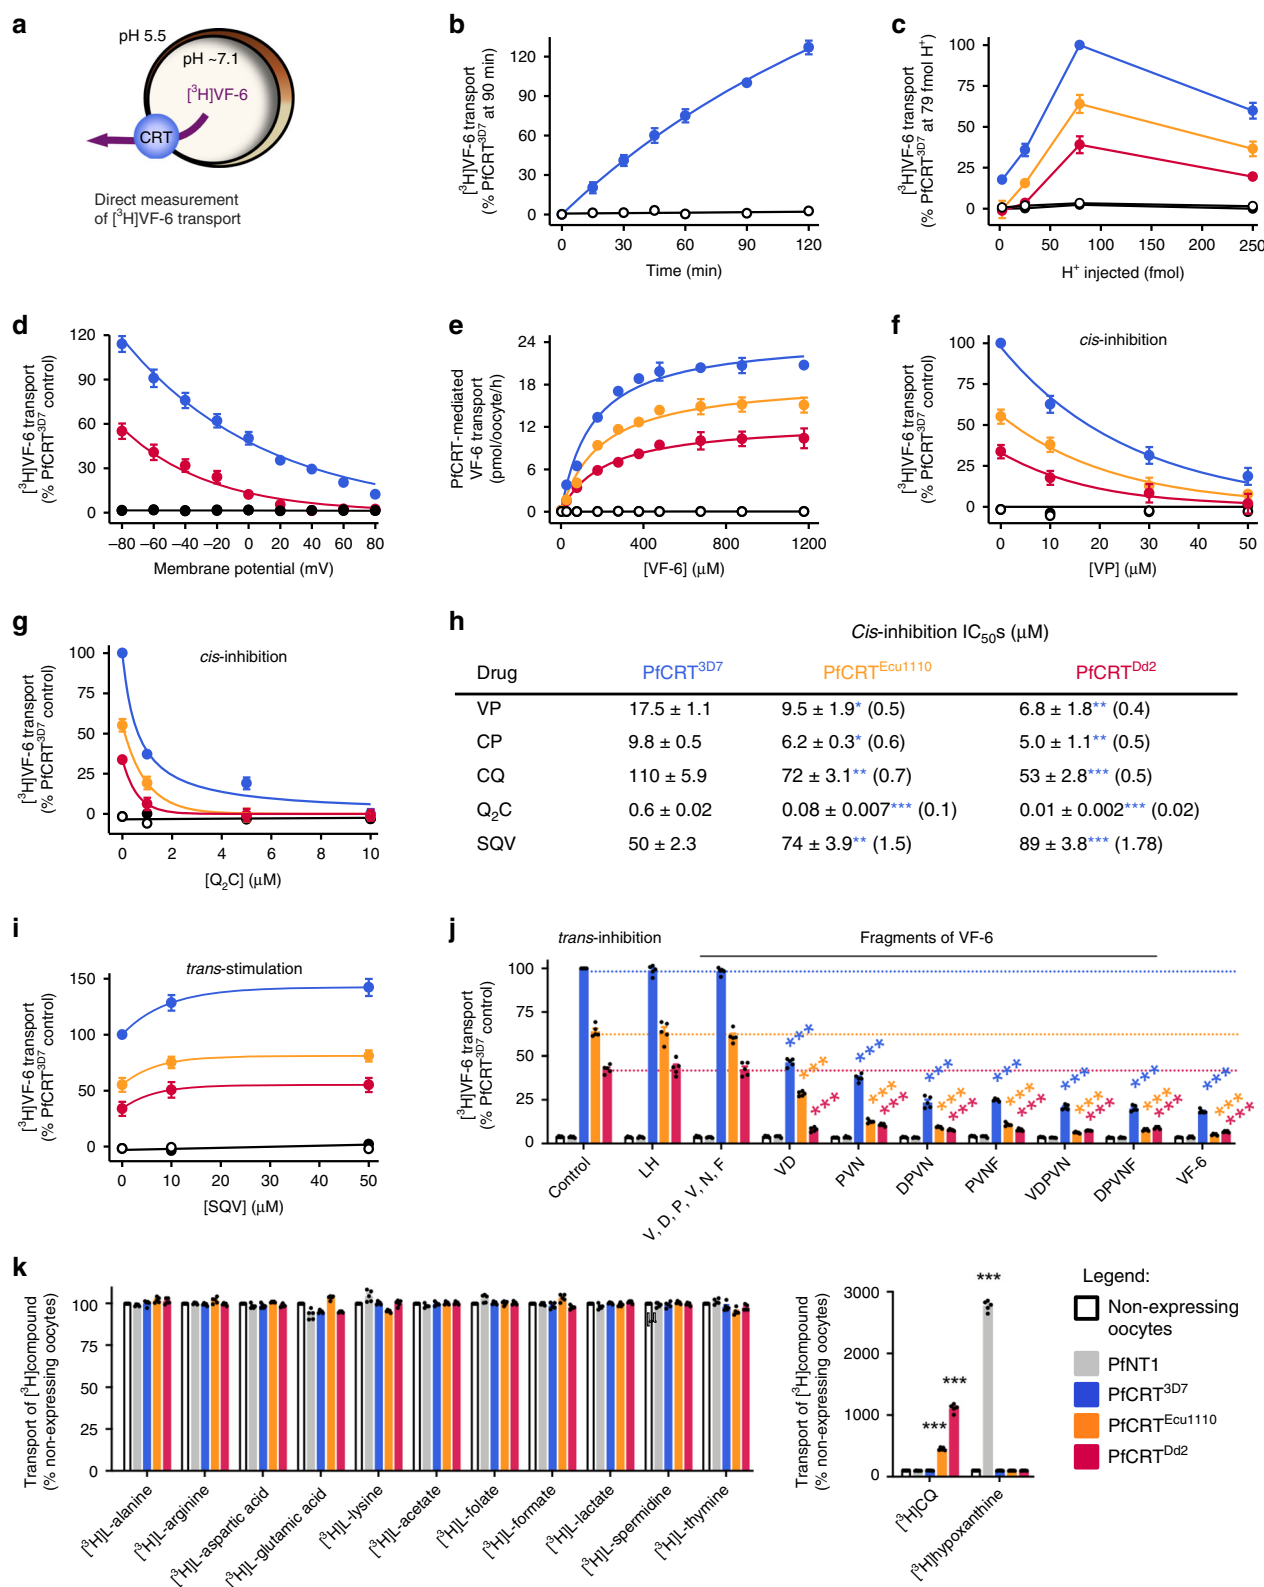 a
pH 5.5
pH ~7.1
[³H]VF-6
CRT
Direct measurement
of [³H]VF-6 transport
b
[³H]VF-6 transport
(% PfCRT³ᴰ⁷ at 90 min)
120
90
60
30
0
0 30 60 90 120
Time (min)
c
[³H]VF-6 transport
(% PfCRT³ᴰ⁷ at 79 fmol H⁺)
100
75
50
25
0
0 50 100 150 200 250
H⁺ injected (fmol)
d
[³H]VF-6 transport
(% PfCRT³ᴰ⁷ control)
120
90
60
30
0
−80 −60 −40 −20 0 20 40 60 80
Membrane potential (mV)
e
PfCRT-mediated
VF-6 transport
(pmol/oocyte/h)
24
18
12
6
0
0 400 800 1200
[VF-6] (μM)
f
cis-inhibition
[³H]VF-6 transport
(% PfCRT³ᴰ⁷ control)
100
75
50
25
0
0 10 20 30 40 50
[VP] (μM)
g
cis-inhibition
[³H]VF-6 transport
(% PfCRT³ᴰ⁷ control)
100
75
50
25
0
0 2 4 6 8 10
[Q₂C] (μM)
h
Cis-inhibition IC₅₀s (μM)
Drug PfCRT³ᴰ⁷ PfCRTᴱᶜᵘ¹¹¹⁰ PfCRTᴰᵈ²
VP 17.5 ± 1.1 9.5 ± 1.9* (0.5) 6.8 ± 1.8** (0.4)
CP 9.8 ± 0.5 6.2 ± 0.3* (0.6) 5.0 ± 1.1** (0.5)
CQ 110 ± 5.9 72 ± 3.1** (0.7) 53 ± 2.8*** (0.5)
Q₂C 0.6 ± 0.02 0.08 ± 0.007*** (0.1) 0.01 ± 0.002*** (0.02)
SQV 50 ± 2.3 74 ± 3.9** (1.5) 89 ± 3.8*** (1.78)
i
trans-stimulation
[³H]VF-6 transport
(% PfCRT³ᴰ⁷ control)
150
100
50
0
0 10 20 30 40 50
[SQV] (μM)
j
trans-inhibition
Fragments of VF-6
[³H]VF-6 transport
(% PfCRT³ᴰ⁷ control)
100
75
50
25
0
*** *** *** *** *** *** *** *** ***
*** *** *** *** *** *** *** *** ***
*** *** ***
Control LH V, D, P, V, N, F VD PVN DPVN PVNF VDPVN DPVNF VF-6
k
Transport of [³H]compound
(% non-expressing oocytes)
100
75
50
25
0
[³H]L-alanine [³H]L-arginine [³H]L-aspartic acid [³H]L-glutamic acid [³H]L-lysine [³H]L-acetate [³H]L-folate [³H]L-formate [³H]L-lactate [³H]L-spermidine [³H]L-thymine
Transport of [³H]compound
(% non-expressing oocytes)
3000
2000
1000
0
***
***
***
[³H]CQ [³H]hypoxanthine
Legend:
Non-expressing
oocytes
PfNT1
PfCRT³ᴰ⁷
PfCRTᴱᶜᵘ¹¹¹⁰
PfCRTᴰᵈ²